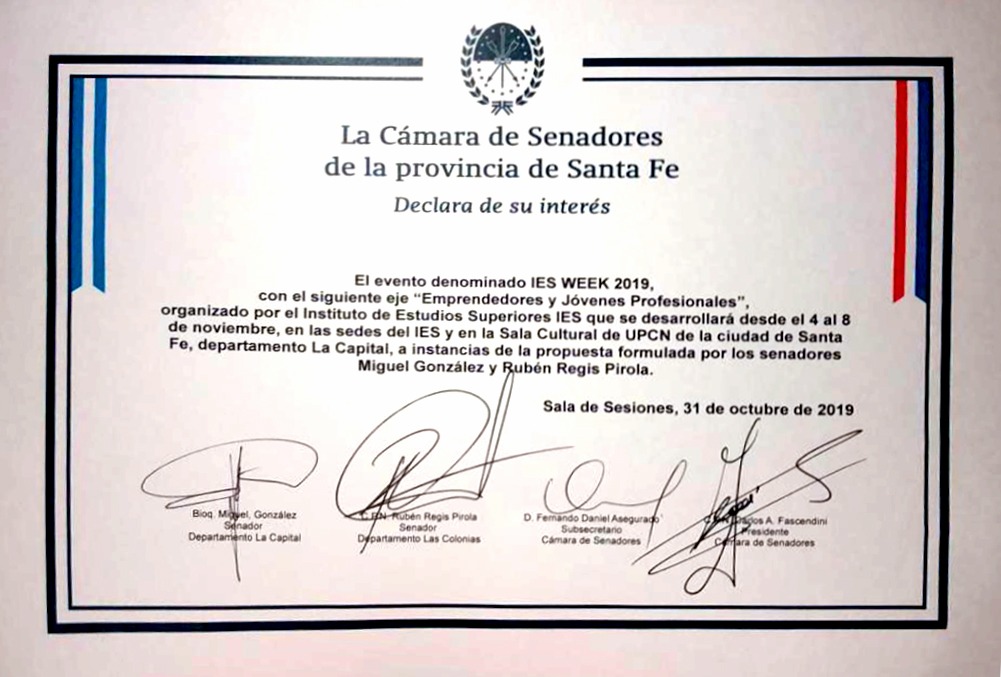 La Cámara de Senadores
de la provincia de Santa Fe
Declara de su interés
El evento denominado IES WEEK 2019,
con el siguiente eje “Emprendedores y Jóvenes Profesionales”,
organizado por el Instituto de Estudios Superiores IES que se desarrollará desde el 4 al 8
de noviembre, en las sedes del IES y en la Sala Cultural de UPCN de la ciudad de Santa
Fe, departamento La Capital, a instancias de la propuesta formulada por los senadores
Miguel González y Rubén Regis Pirola.
Sala de Sesiones, 31 de octubre de 2019
Bioq. Miguel, González
Senador
Departamento La Capital
C.P.N. Rubén Regis Pirola
Senador
Departamento Las Colonias
D. Fernando Daniel Asegurado
Subsecretario
Cámara de Senadores
Carlos A. Fascendini
Presidente
Cámara de Senadores